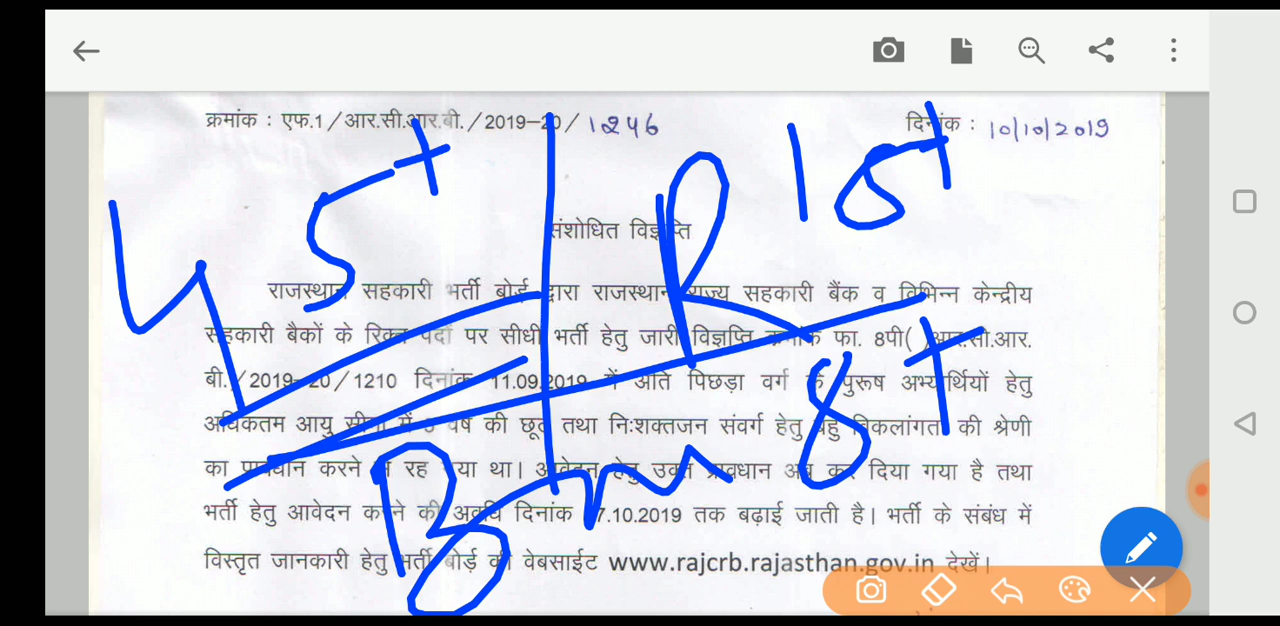 क्रमांक : एफ.1 / आर.सी.आर.बी. / 2019-20 / 1246 दिनांक : 10/10/2019
संशोधित विज्ञप्ति
राजस्थान सहकारी भर्ती बोर्ड द्वारा राजस्थान राज्य सहकारी बैंक व विभिन्न केन्द्रीय
सहकारी बैकों के रिक्त पदों पर सीधी भर्ती हेतु जारी विज्ञप्ति क्रमांक फा. 8पी( )आर.सी.आर.
बी. / 2019-20 / 1210 दिनांक 11.09.2019 में अति पिछड़ा वर्ग के पुरूष अभ्यर्थियों हेतु
अधिकतम आयु सीमा में 5 वर्ष की छूट तथा निःशक्तजन संवर्ग हेतु बहु विकलांगता की श्रेणी
का प्रावधान करने से रह गया था। आवेदन हेतु उक्त प्रावधान अब कर दिया गया है तथा
भर्ती हेतु आवेदन करने की अवधि दिनांक 7.10.2019 तक बढ़ाई जाती है। भर्ती के संबंध में
विस्तृत जानकारी हेतु भर्ती बोर्ड की वेबसाईट www.rajcrb.rajasthan.gov.in देखें।